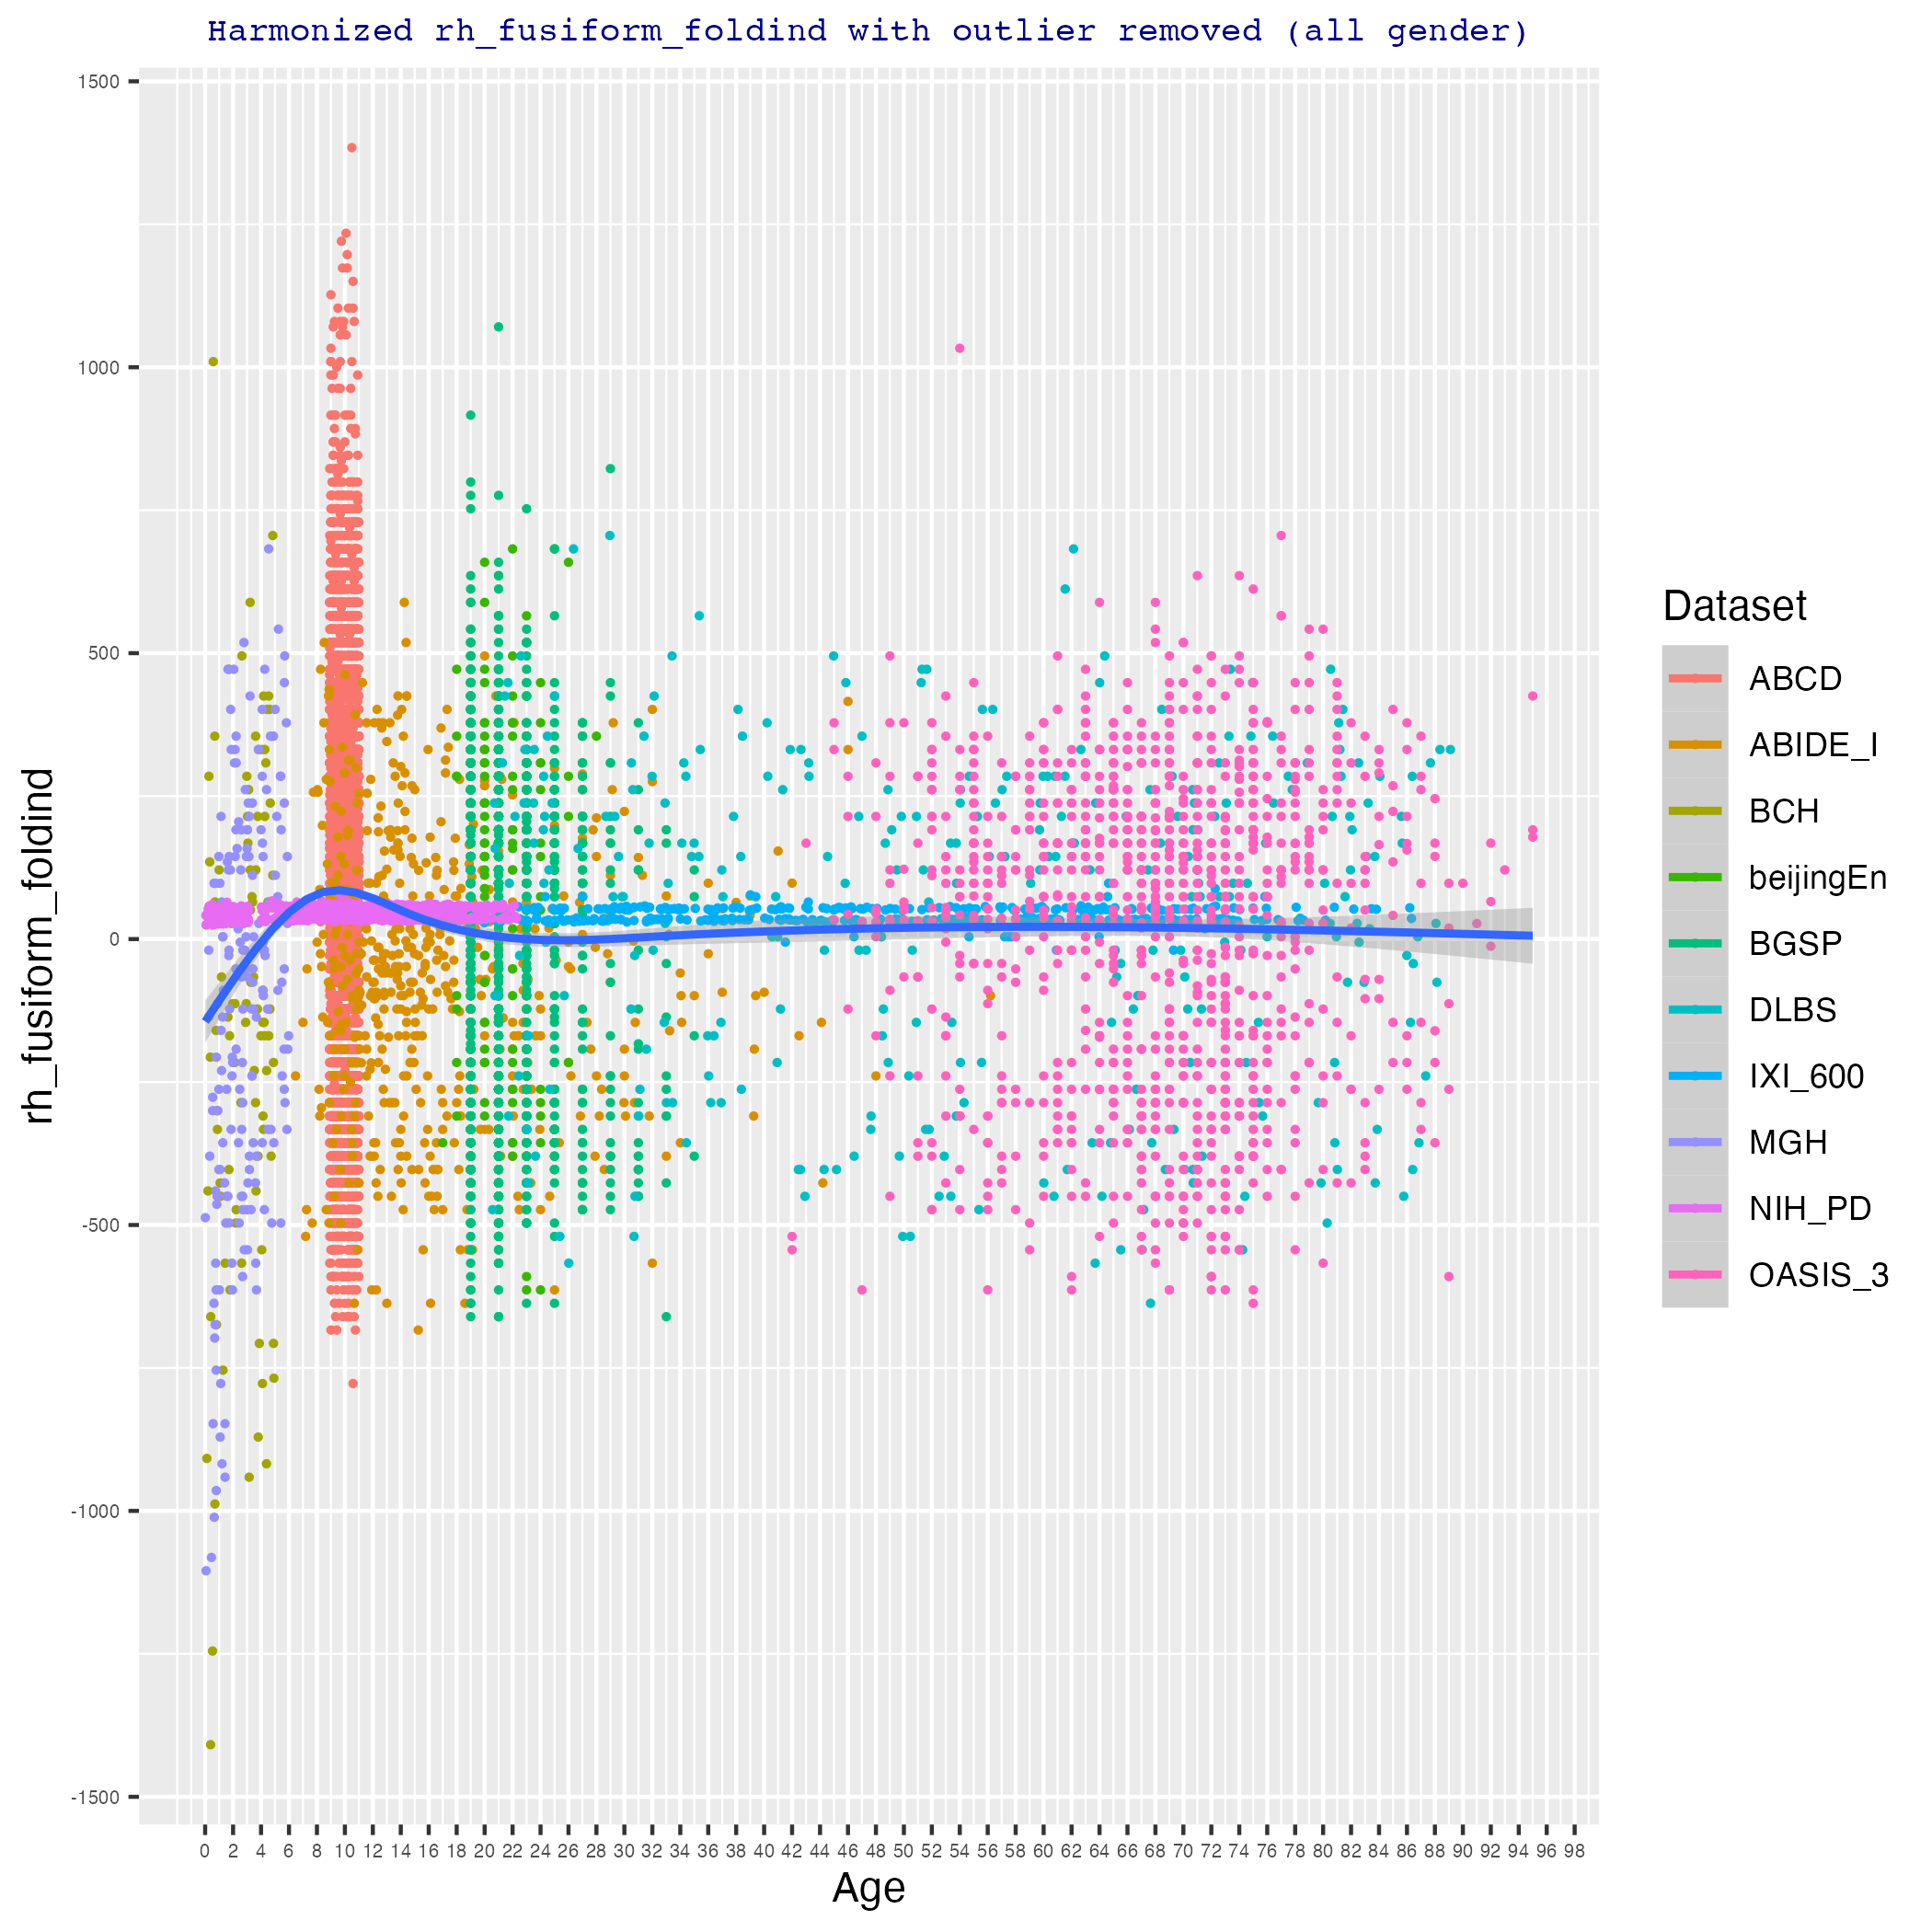 Harmonized rh_fusiform_foldind with outlier removed (all gender)
1500
1000
500
0
-500
-1000
-1500
rh_fusiform_foldind
0 2 4 6 8 10 12 14 16 18 20 22 24 26 28 30 32 34 36 38 40 42 44 46 48 50 52 54 56 58 60 62 64 66 68 70 72 74 76 78 80 82 84 86 88 90 92 94 96 98
Age
Dataset
ABCD
ABIDE_I
BCH
beijingEn
BGSP
DLBS
IXI_600
MGH
NIH_PD
OASIS_3